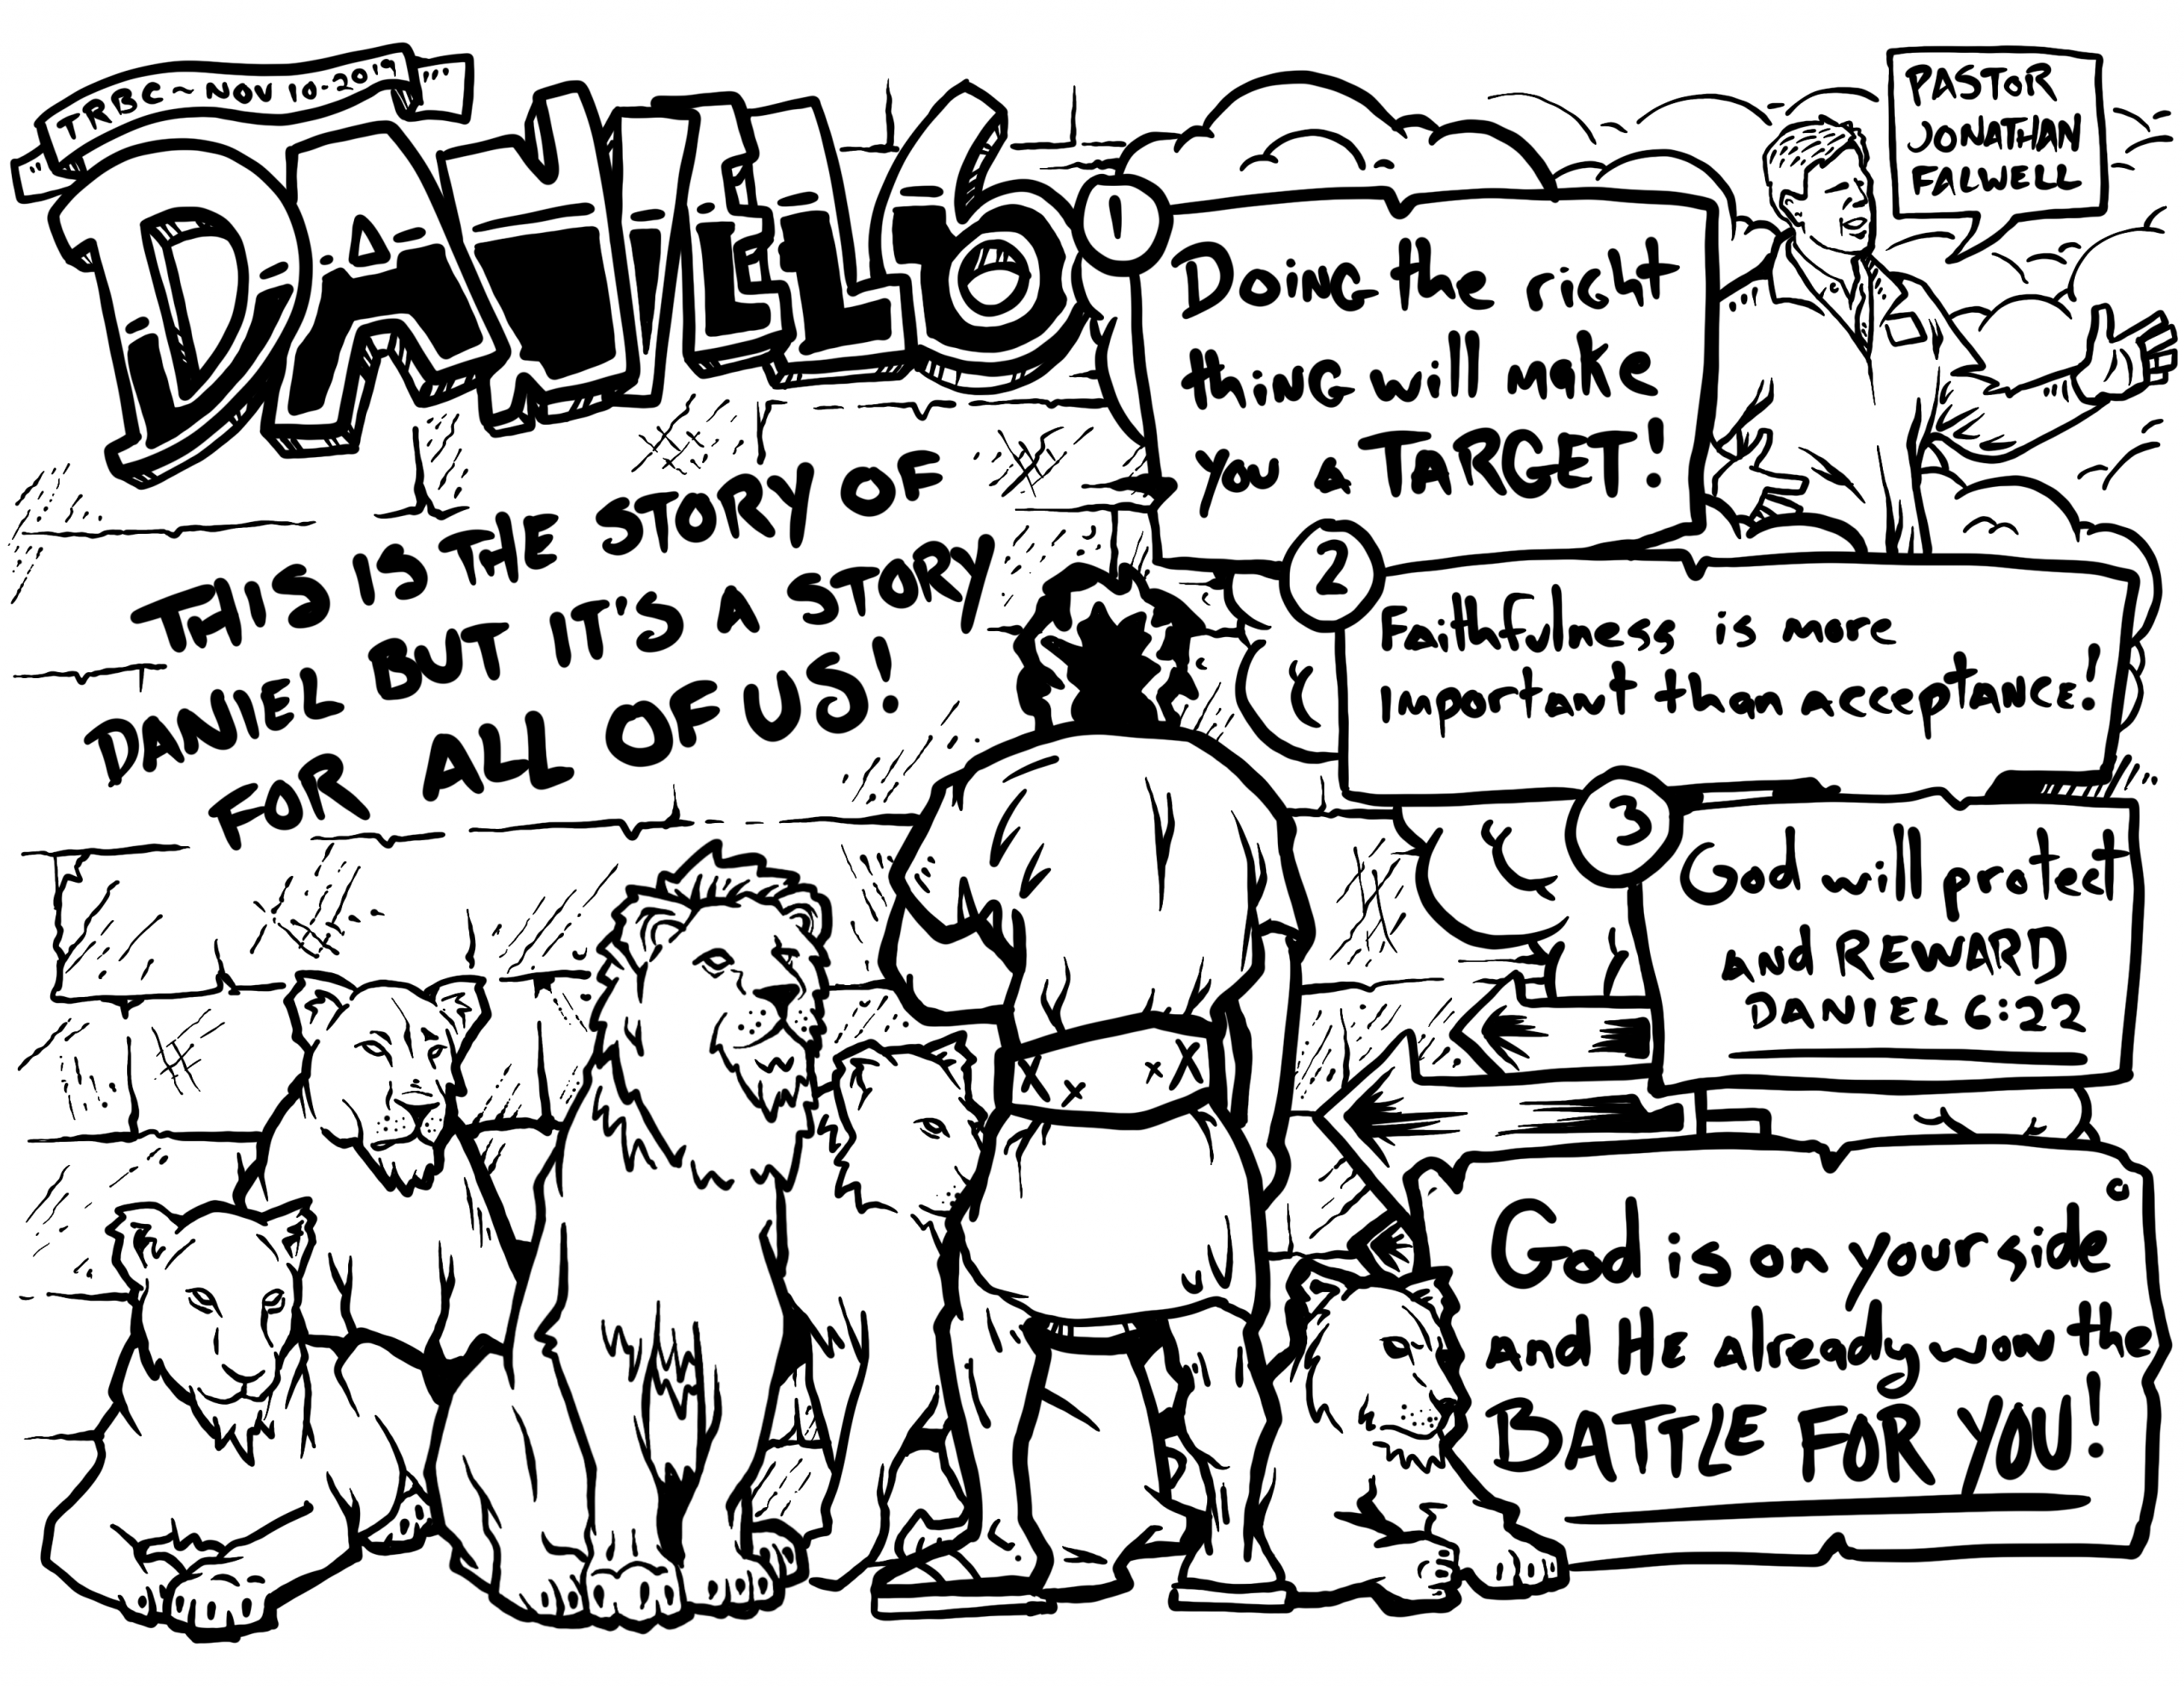 TRBC ~ NOV 10-2019
DANIEL 6
THIS IS THE STORY OF
DANIEL BUT IT'S A STORY
FOR ALL OF US!
1
DOING the right
thing will make
you a TARGET!
PASTOR
JONATHAN
FALWELL
2
Faithfulness is more
important than acceptance!
3
God will protect
and REWARD
DANIEL 6:22
God is on your side
and HE already won the
BATTLE FOR YOU!